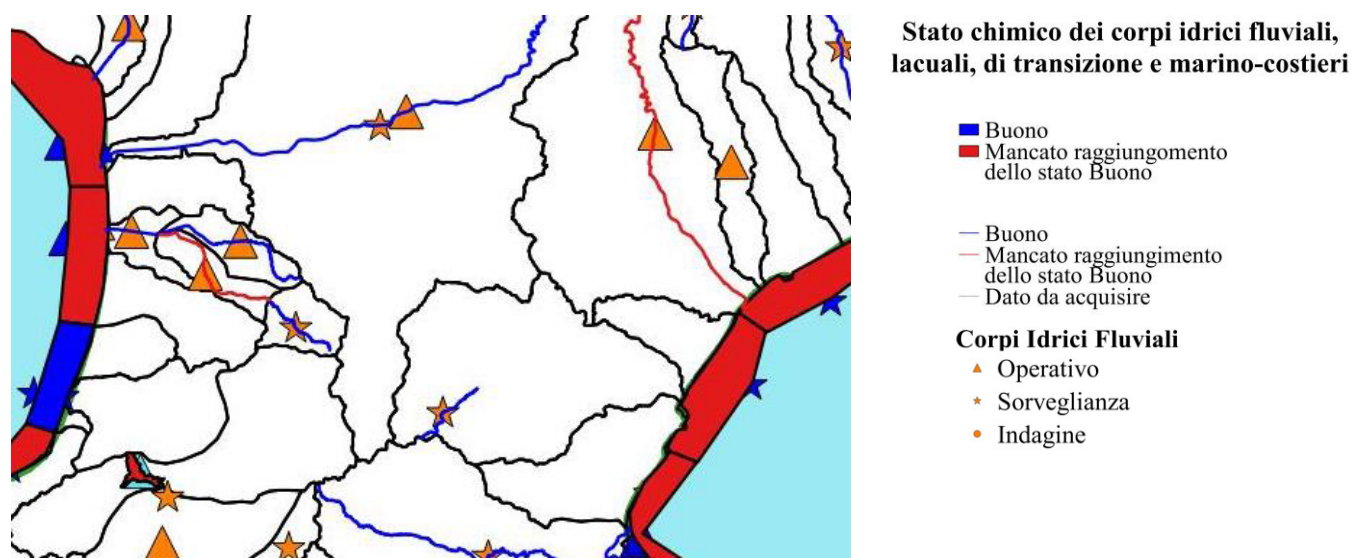 Stato chimico dei corpi idrici fluviali,
lacuali, di transizione e marino-costieri
Buono
Mancato raggiungomento
dello stato Buono
Buono
Mancato raggiungimento
dello stato Buono
Dato da acquisire
Corpi Idrici Fluviali
Operativo
Sorveglianza
Indagine